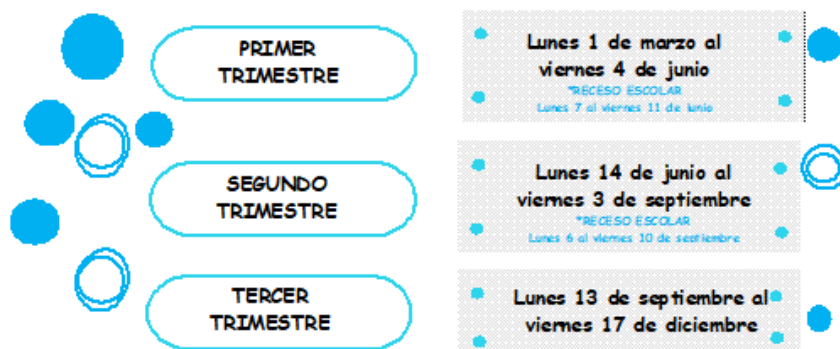 PRIMER
TRIMESTRE
Lunes 1 de marzo al
viernes 4 de junio
*RECESO ESCOLAR
Lunes 7 al viernes 11 de junio
SEGUNDO
TRIMESTRE
Lunes 14 de junio al
viernes 3 de septiembre
*RECESO ESCOLAR
Lunes 6 al viernes 10 de septiembre
TERCER
TRIMESTRE
Lunes 13 de septiembre al
viernes 17 de diciembre